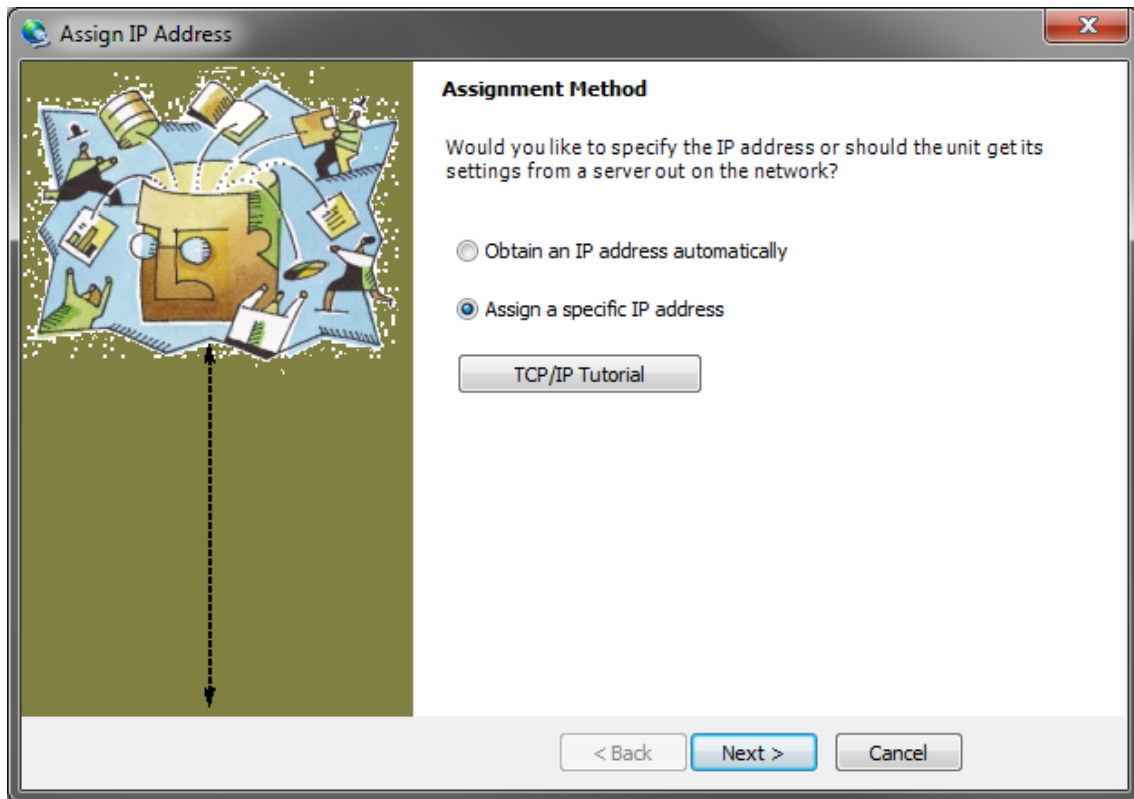 Assign IP Address
Assignment Method
Would you like to specify the IP address or should the unit get its
settings from a server out on the network?
Obtain an IP address automatically
Assign a specific IP address
TCP/IP Tutorial
< Back Next > Cancel